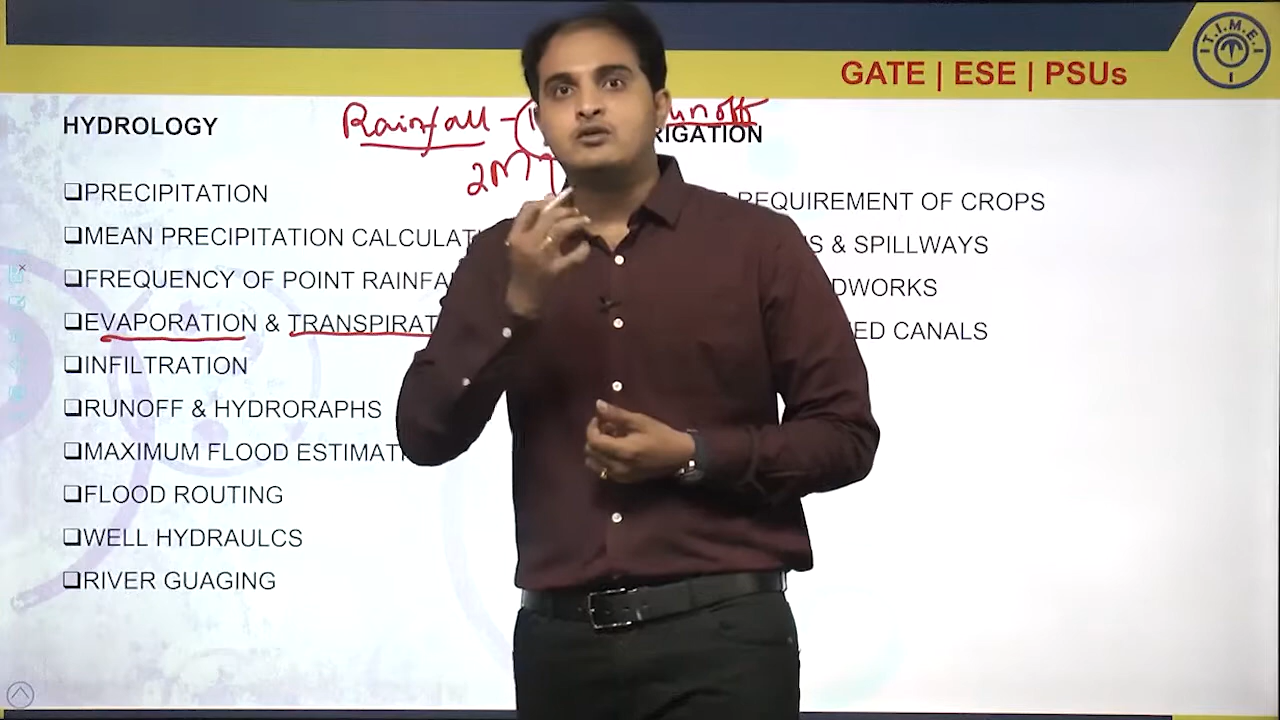 GATE | ESE | PSUs
I.T.I.M.E.I
HYDROLOGY
Rainfall - unoff
RIGATION
2M
❑PRECIPITATION
❑MEAN PRECIPITATION CALCULAT
❑FREQUENCY OF POINT RAINFA
❑EVAPORATION & TRANSPIRAT
❑INFILTRATION
❑RUNOFF & HYDRORAPHS
❑MAXIMUM FLOOD ESTIMAT
❑FLOOD ROUTING
❑WELL HYDRAULCS
❑RIVER GUAGING
REQUIREMENT OF CROPS
S & SPILLWAYS
DWORKS
ED CANALS